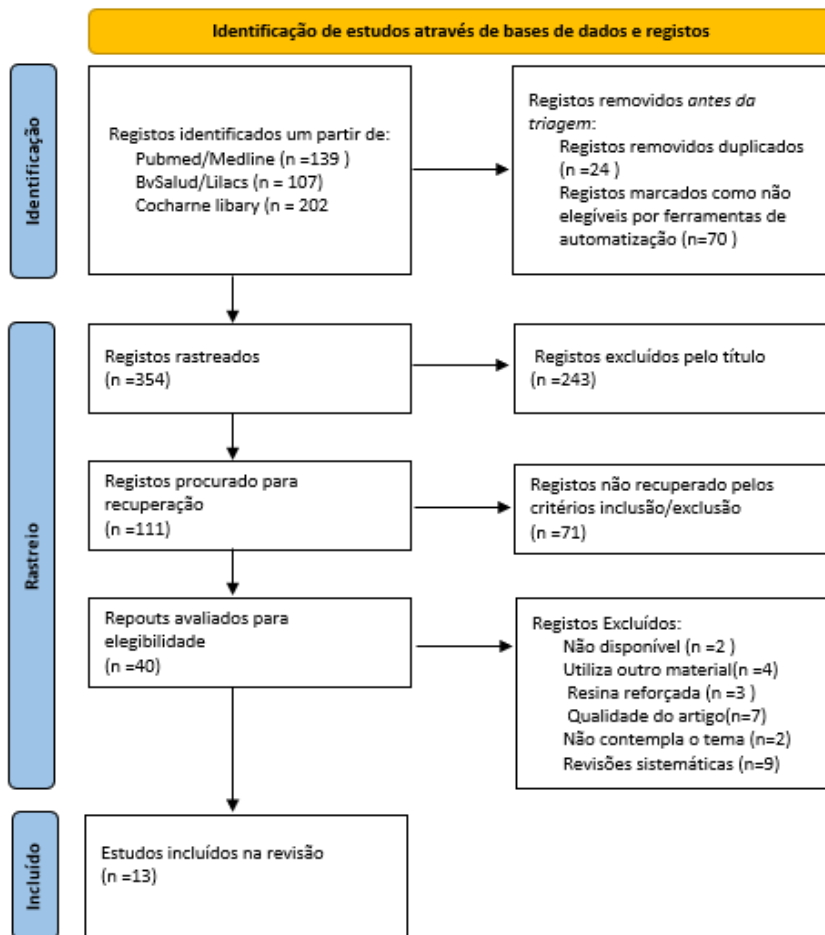 Identificação de estudos através de bases de dados e registos
Identificação
Registos identificados um partir de:
Pubmed/Medline (n =139 )
BvSalud/Lilacs (n = 107)
Cocharne libary (n = 202
Registos removidos antes da
triagem:
Registos removidos duplicados
(n =24 )
Registos marcados como não
elegíveis por ferramentas de
automatização (n=70 )
Rastreio
Registos rastreados
(n =354)
Registos excluídos pelo título
(n =243)
Registos procurado para
recuperação
(n =111)
Registos não recuperado pelos
critérios inclusão/exclusão
(n =71)
Repouts avaliados para
elegibilidade
(n =40)
Registos Excluídos:
Não disponível (n =2 )
Utiliza outro material(n =4)
Resina reforçada (n =3 )
Qualidade do artigo(n=7)
Não contempla o tema (n=2)
Revisões sistemáticas (n=9)
Incluído
Estudos incluídos na revisão
(n =13)